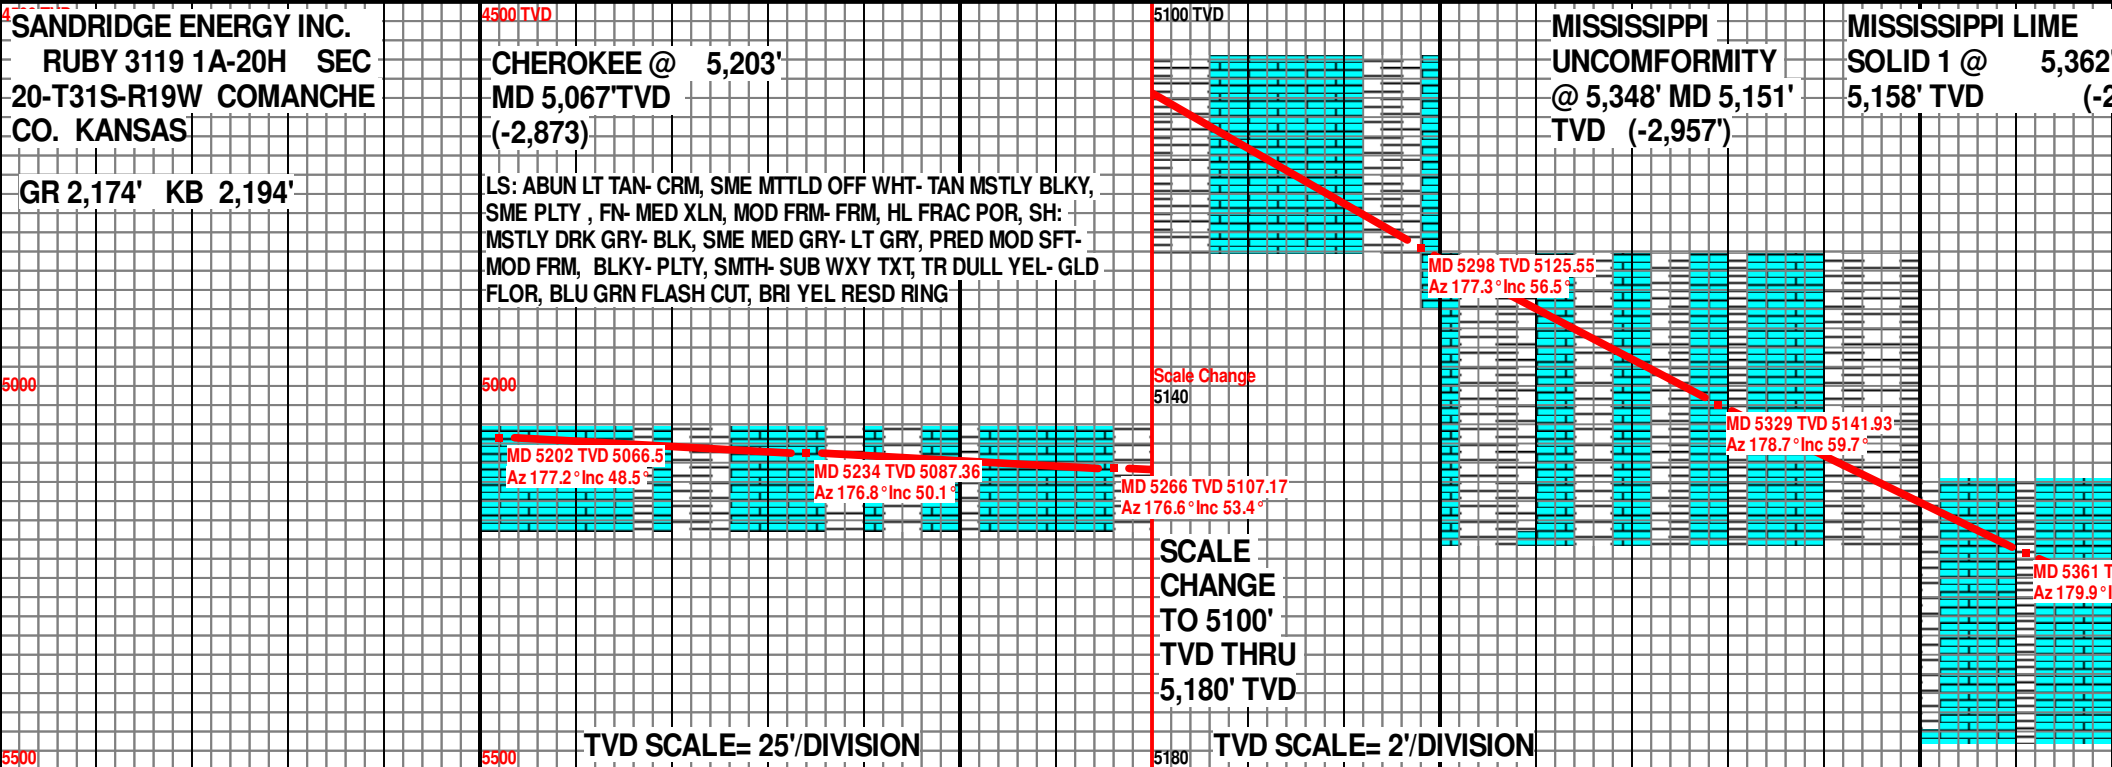 4500 TVD
SANDRIDGE ENERGY INC.
RUBY 3119 1A-20H SEC
20-T31S-R19W COMANCHE
CO. KANSAS
GR 2,174' KB 2,194'
5000
5500
4500 TVD
CHEROKEE @ 5,203'
MD 5,067'TVD
(-2,873)
LS: ABUN LT TAN- CRM, SME MTTLD OFF WHT- TAN MSTLY BLKY,
SME PLTY , FN- MED XLN, MOD FRM- FRM, HL FRAC POR, SH:
MSTLY DRK GRY- BLK, SME MED GRY- LT GRY, PRED MOD SFT-
MOD FRM, BLKY- PLTY, SMTH- SUB WXY TXT, TR DULL YEL- GLD
FLOR, BLU GRN FLASH CUT, BRI YEL RESD RING
5000
MD 5202 TVD 5066.5
Az 177.2° Inc 48.5°
MD 5234 TVD 5087.36
Az 176.8° Inc 50.1°
MD 5266 TVD 5107.17
Az 176.6° Inc 53.4°
5500
TVD SCALE= 25'/DIVISION
5100 TVD
Scale Change
5140
SCALE
CHANGE
TO 5100'
TVD THRU
5,180' TVD
5180
TVD SCALE= 2'/DIVISION
MD 5298 TVD 5125.55
Az 177.3° Inc 56.5°
MISSISSIPPI
UNCOMFORMITY
@ 5,348' MD 5,151'
TVD (-2,957')
MD 5329 TVD 5141.93
Az 178.7° Inc 59.7°
MISSISSIPPI LIME
SOLID 1 @ 5,362'
5,158' TVD (-2
MD 5361 T
Az 179.9° I